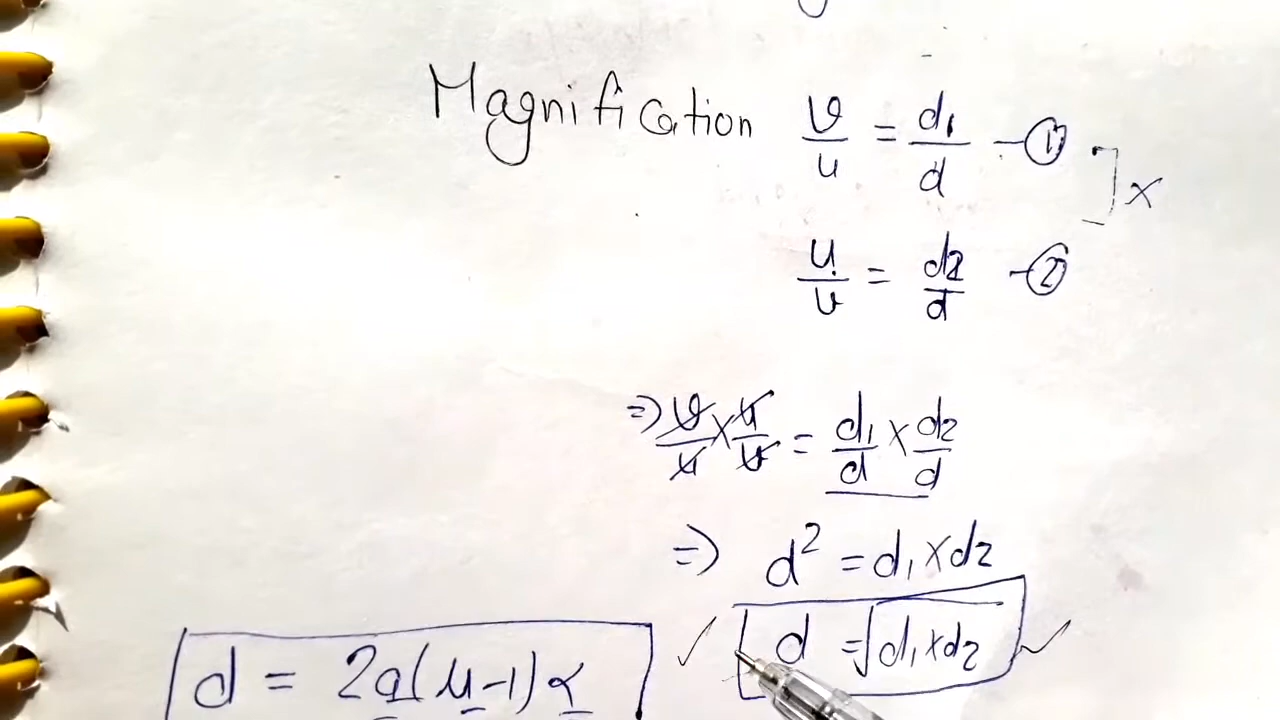 Magnification v/u = d₁/d —①
] ×
u/v = d₂/d —②
⇒ v/u × u/v = d₁/d × d₂/d
⇒ d² = d₁ × d₂
d = √d₁×d₂
d = 2a(μ-1)α